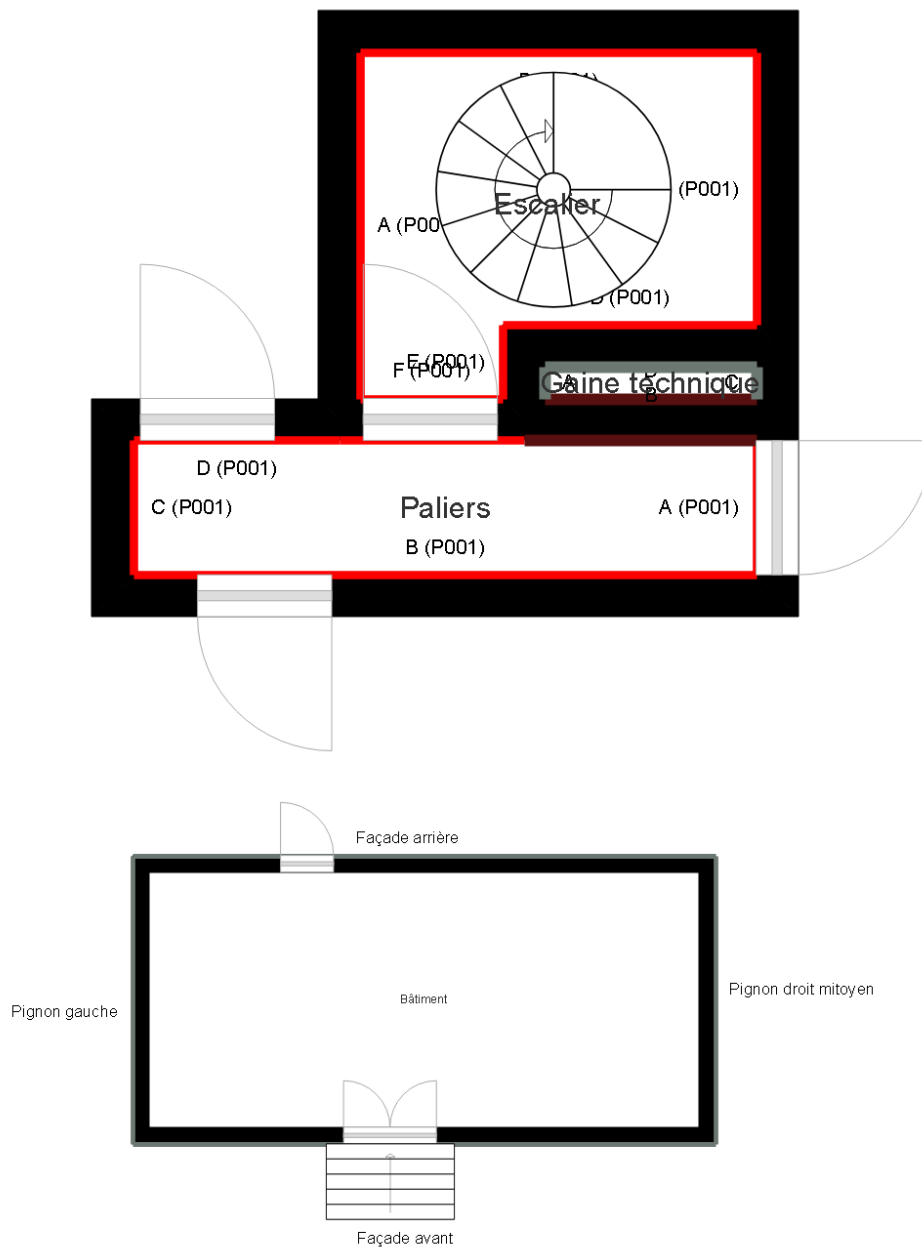 (P001)
Escalier
A (P00
(P001)
E (P001)
F (P001)
Gaine technique
A
B
C
D (P001)
C (P001)
Paliers
A (P001)
B (P001)
Façade arrière
Pignon droit mitoyen
Bâtiment
Pignon gauche
Façade avant